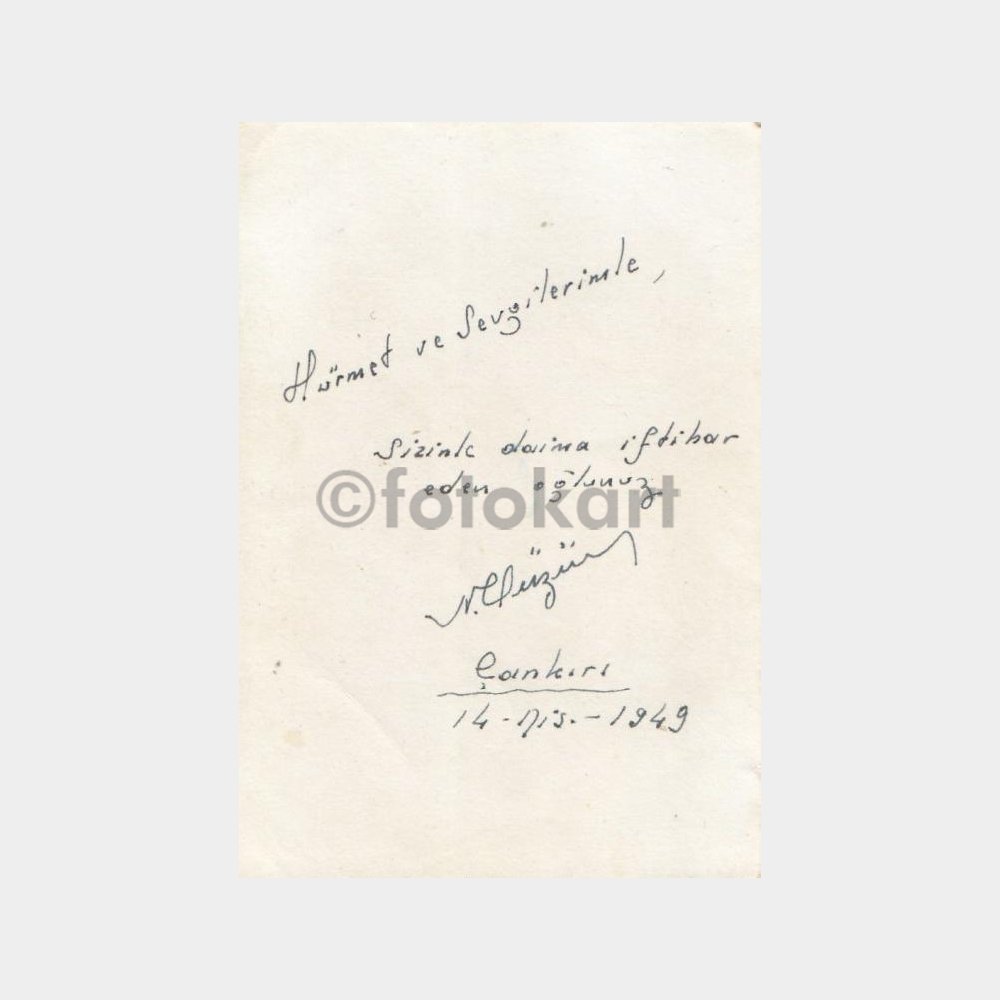 Hürmet ve Sevgilerimle,
Sizinle daima iftihar
eden oğlunuz
©fotokart
Çankırı
14-Nis.-1949